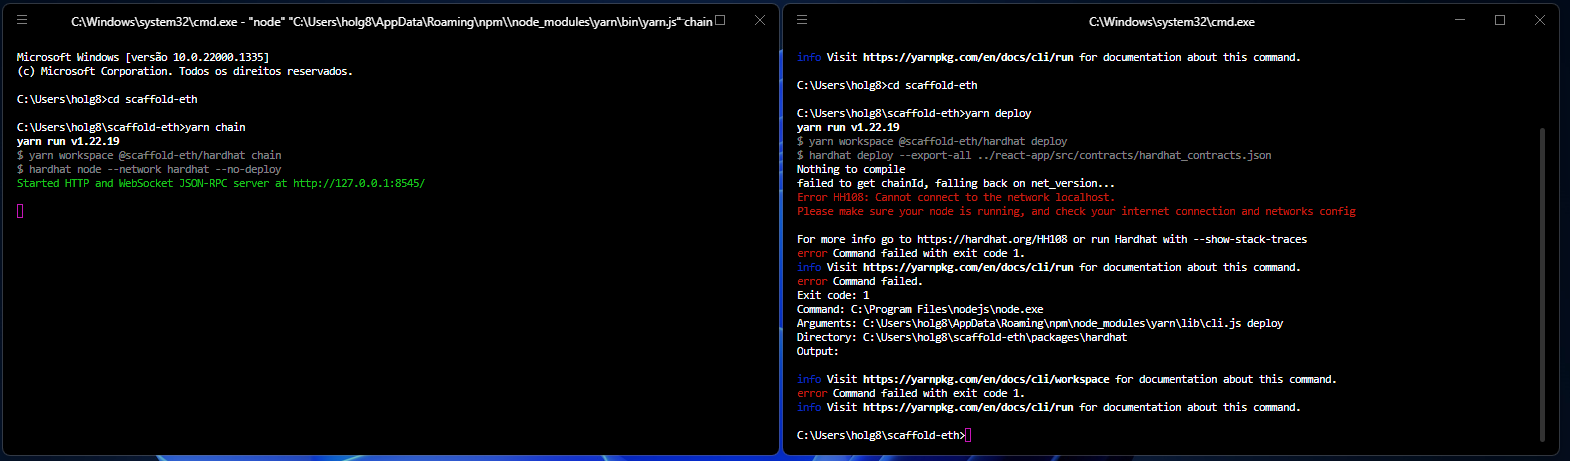 C:\Windows\system32\cmd.exe - "node" "C:\Users\holg8\AppData\Roaming\npm\\node_modules\yarn\bin\yarn.js" chain
Microsoft Windows [versão 10.0.22000.1335]
(c) Microsoft Corporation. Todos os direitos reservados.
C:\Users\holg8>cd scaffold-eth
C:\Users\holg8\scaffold-eth>yarn chain
yarn run v1.22.19
$ yarn workspace @scaffold-eth/hardhat chain
$ hardhat node --network hardhat --no-deploy
Started HTTP and WebSocket JSON-RPC server at http://127.0.0.1:8545/
C:\Windows\system32\cmd.exe
info Visit https://yarnpkg.com/en/docs/cli/run for documentation about this command.
C:\Users\holg8>cd scaffold-eth
C:\Users\holg8\scaffold-eth>yarn deploy
yarn run v1.22.19
$ yarn workspace @scaffold-eth/hardhat deploy
$ hardhat deploy --export-all ../react-app/src/contracts/hardhat_contracts.json
Nothing to compile
failed to get chainId, falling back on net_version...
Error HH108: Cannot connect to the network localhost.
Please make sure your node is running, and check your internet connection and networks config
For more info go to https://hardhat.org/HH108 or run Hardhat with --show-stack-traces
error Command failed with exit code 1.
info Visit https://yarnpkg.com/en/docs/cli/run for documentation about this command.
error Command failed.
Exit code: 1
Command: C:\Program Files\nodejs\node.exe
Arguments: C:\Users\holg8\AppData\Roaming\npm\node_modules\yarn\lib\cli.js deploy
Directory: C:\Users\holg8\scaffold-eth\packages\hardhat
Output:
info Visit https://yarnpkg.com/en/docs/cli/workspace for documentation about this command.
error Command failed with exit code 1.
info Visit https://yarnpkg.com/en/docs/cli/run for documentation about this command.
C:\Users\holg8\scaffold-eth>